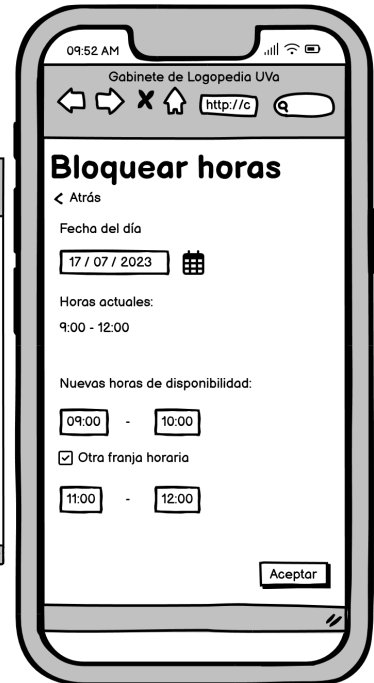 09:52 AM
Gabinete de Logopedia UVa
http://c
Bloquear horas
< Atrás
Fecha del día
17 / 07 / 2023
Horas actuales:
9:00 - 12:00
Nuevas horas de disponibilidad:
09:00 - 10:00
Otra franja horaria
11:00 - 12:00
Aceptar